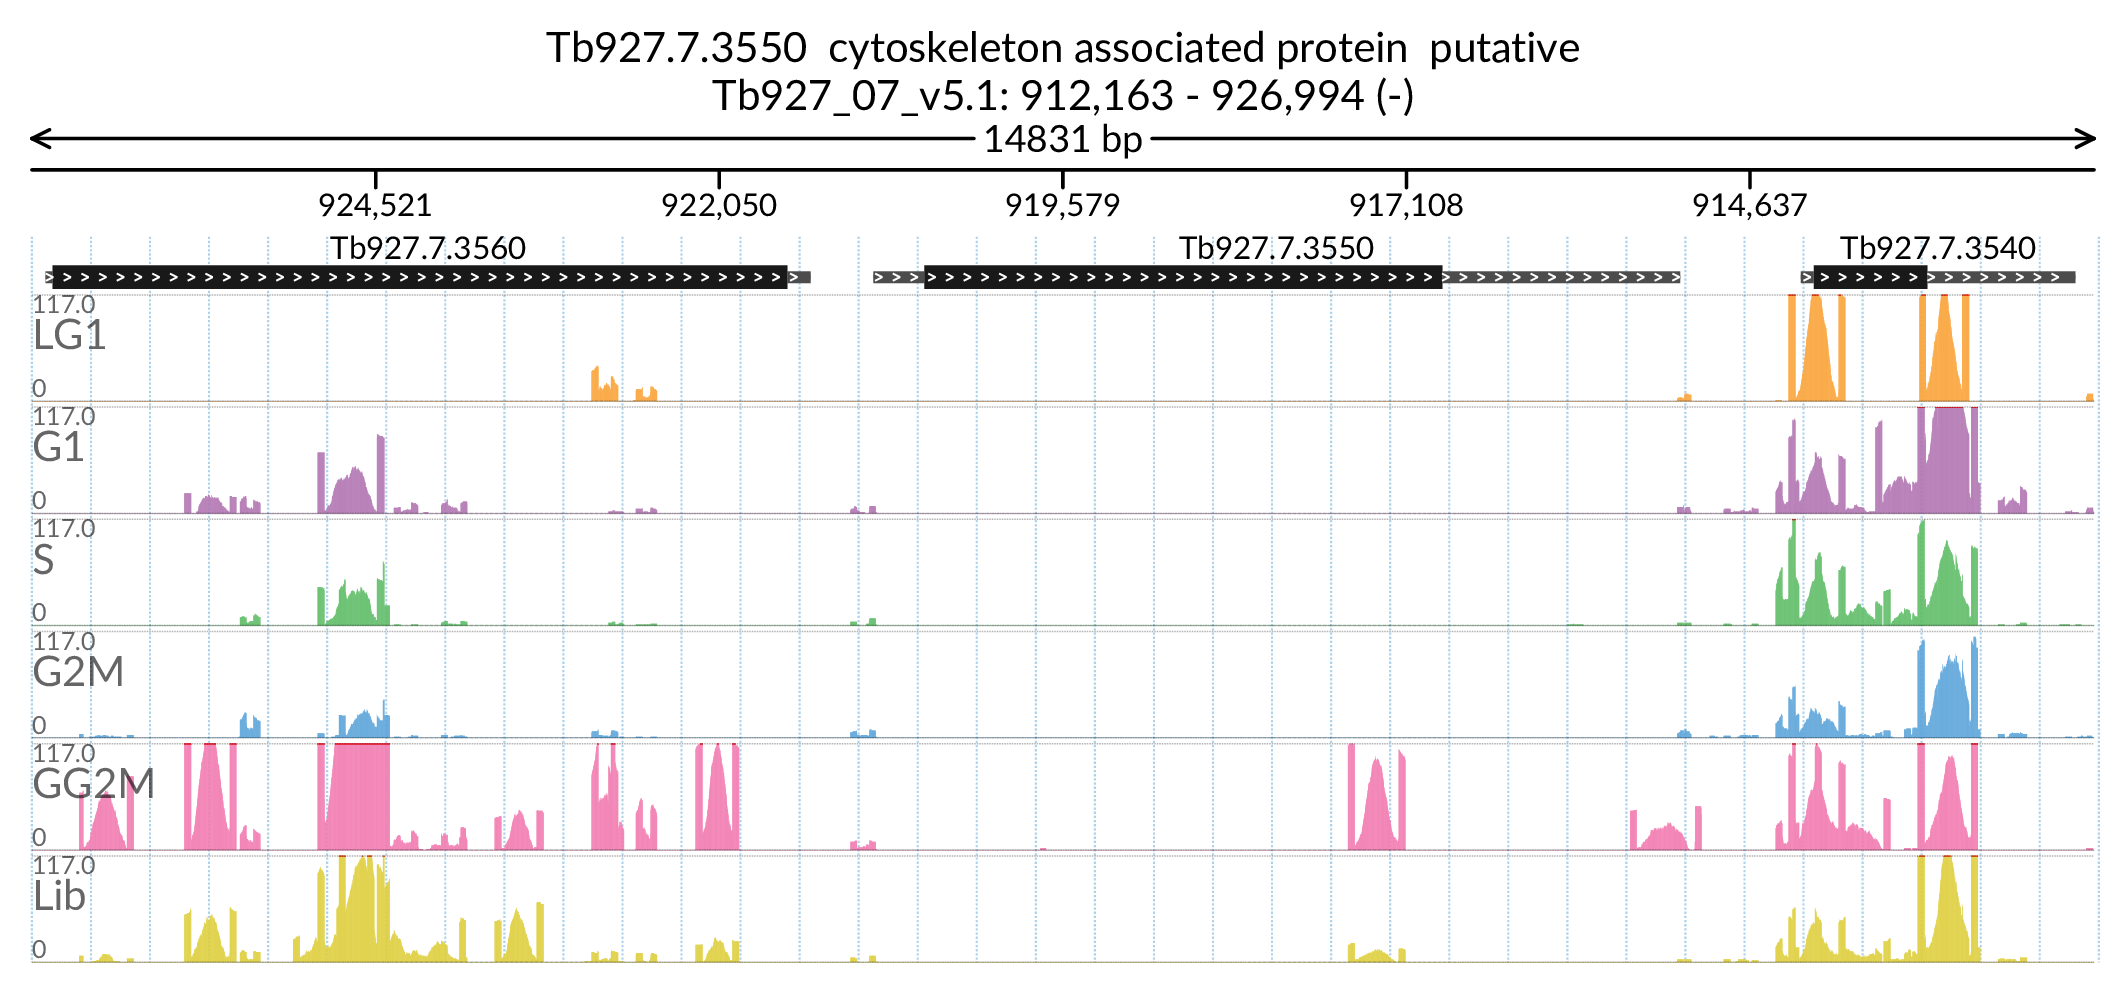 Tb927.7.3550  cytoskeleton associated protein  putative
Tb927_07_v5.1: 912,163 - 926,994 (-)
14831 bp
924,521 922,050 919,579 917,108 914,637
Tb927.7.3560 Tb927.7.3550 Tb927.7.3540
117.0
LG1
0
117.0
G1
0
117.0
S
0
117.0
G2M
0
117.0
GG2M
0
117.0
Lib
0